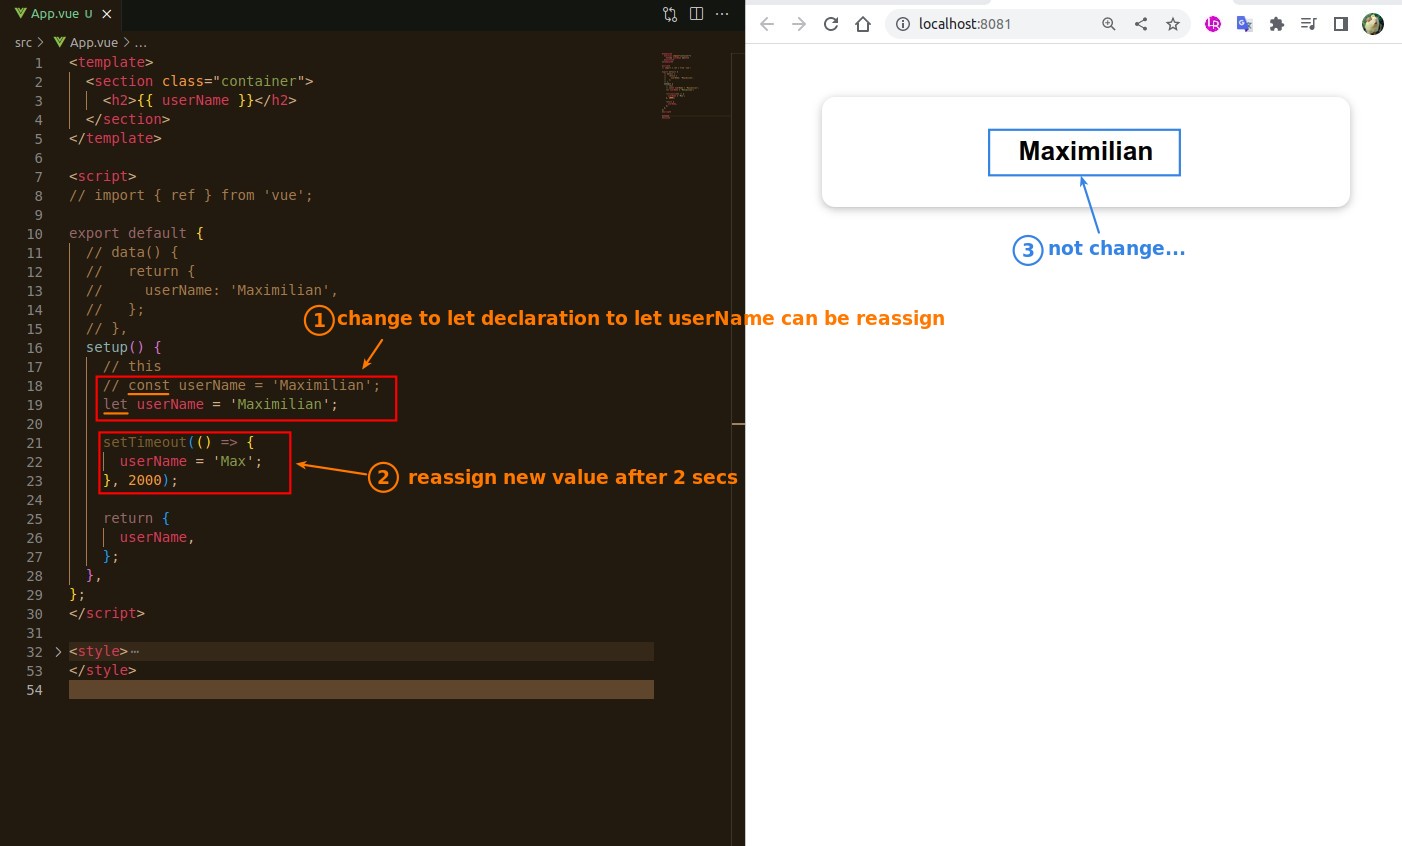 App.vue U
src > App.vue > ...
1 <template>
2 <section class="container">
3 <h2>{{ userName }}</h2>
4 </section>
5 </template>
6
7 <script>
8 // import { ref } from 'vue';
9
10 export default {
11 // data() {
12 //   return {
13 //     userName: 'Maximilian',
14 //   };
15 // },
16 setup() {
17 // this
18 // const userName = 'Maximilian';
19 let userName = 'Maximilian';
20
21 setTimeout(() => {
22 userName = 'Max';
23 }, 2000);
24
25 return {
26 userName,
27 };
28 },
29 };
30 </script>
31
32 <style>⋯
53 </style>
54
① change to let declaration to let userName can be reassign
② reassign new value after 2 secs
localhost:8081
Maximilian
③ not change...